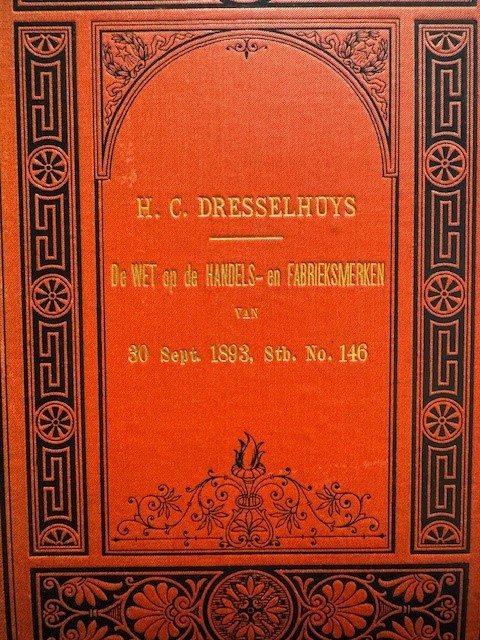 H. C. DRESSELHUYS
De WET op de HANDELS- en FABRIEKSMERKEN
VAN
30 Sept. 1893, Stb. No. 146